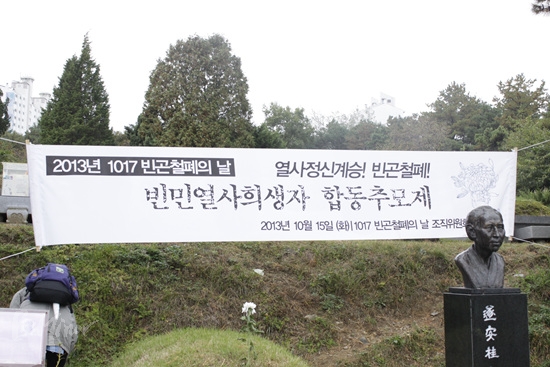 2013년 1017 빈곤철폐의 날
열사정신계승! 빈곤철폐!
빈민열사희생자 합동추모제
2013년 10월 15일 (화) | 1017 빈곤철폐의 날 조직위원회
安桂